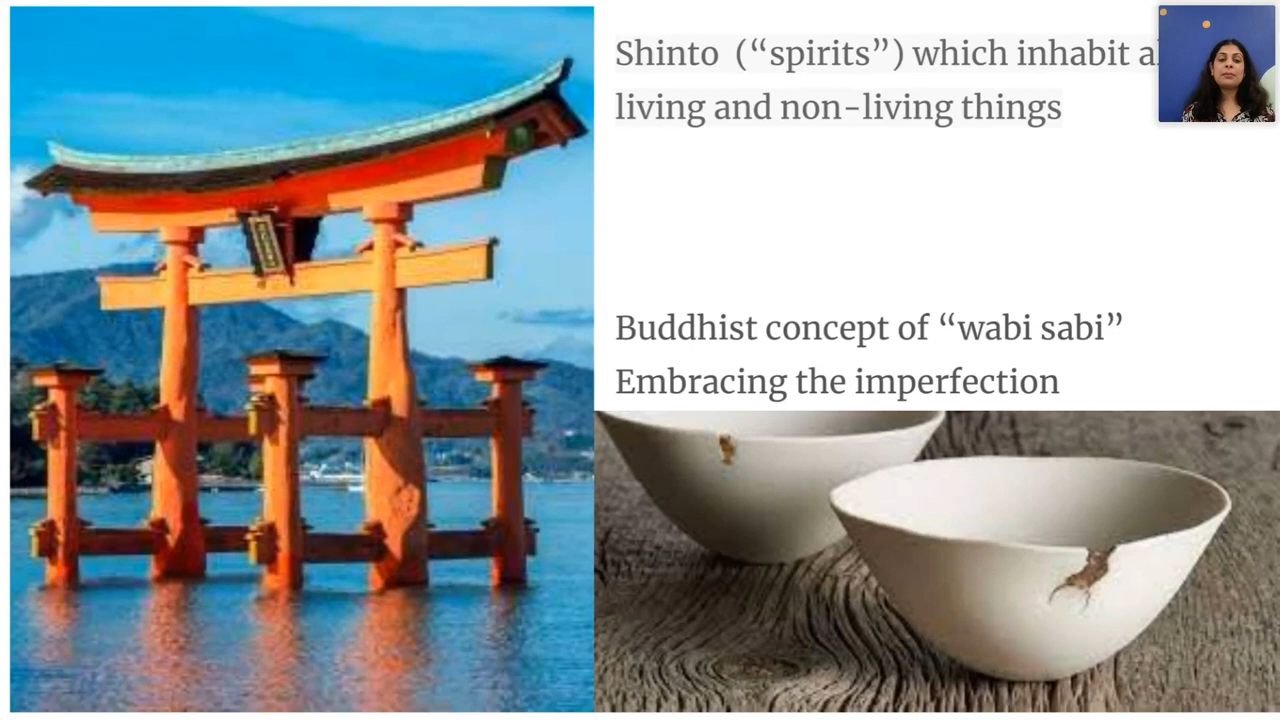 Shinto (“spirits”) which inhabit
living and non-living things
Buddhist concept of “wabi sabi”
Embracing the imperfection